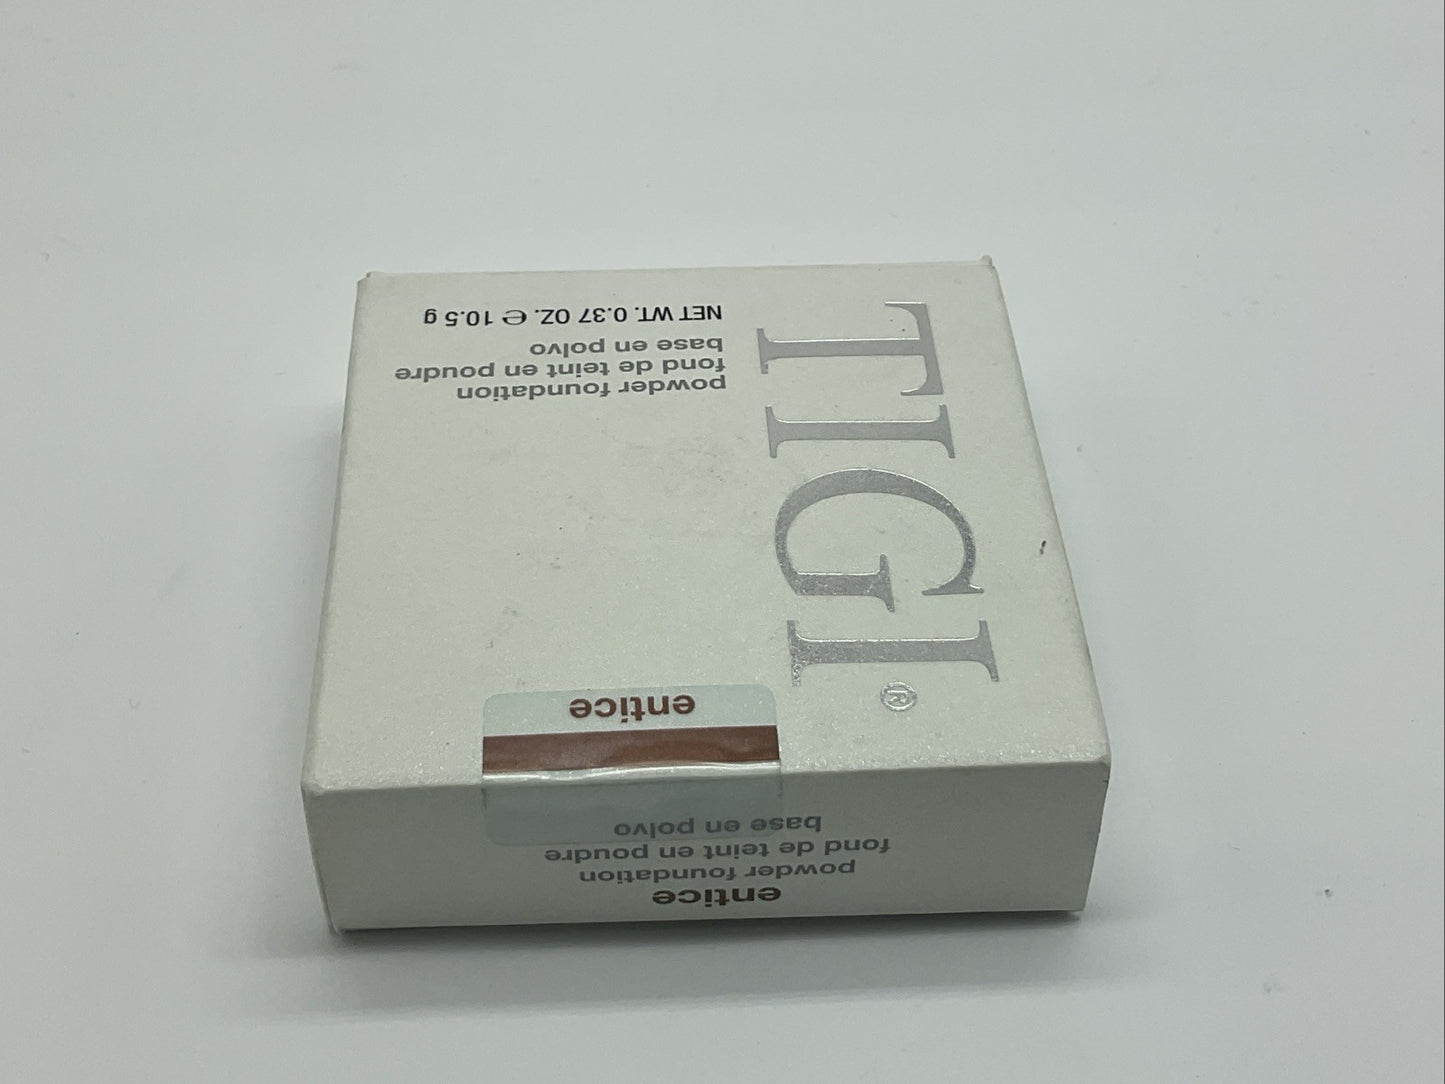 TIGI®
powder foundation
fond de teint en poudre
base en polvo
NET WT. 0.37 OZ. ℮ 10.5 g
entice
entice
powder foundation
fond de teint en poudre
base en polvo